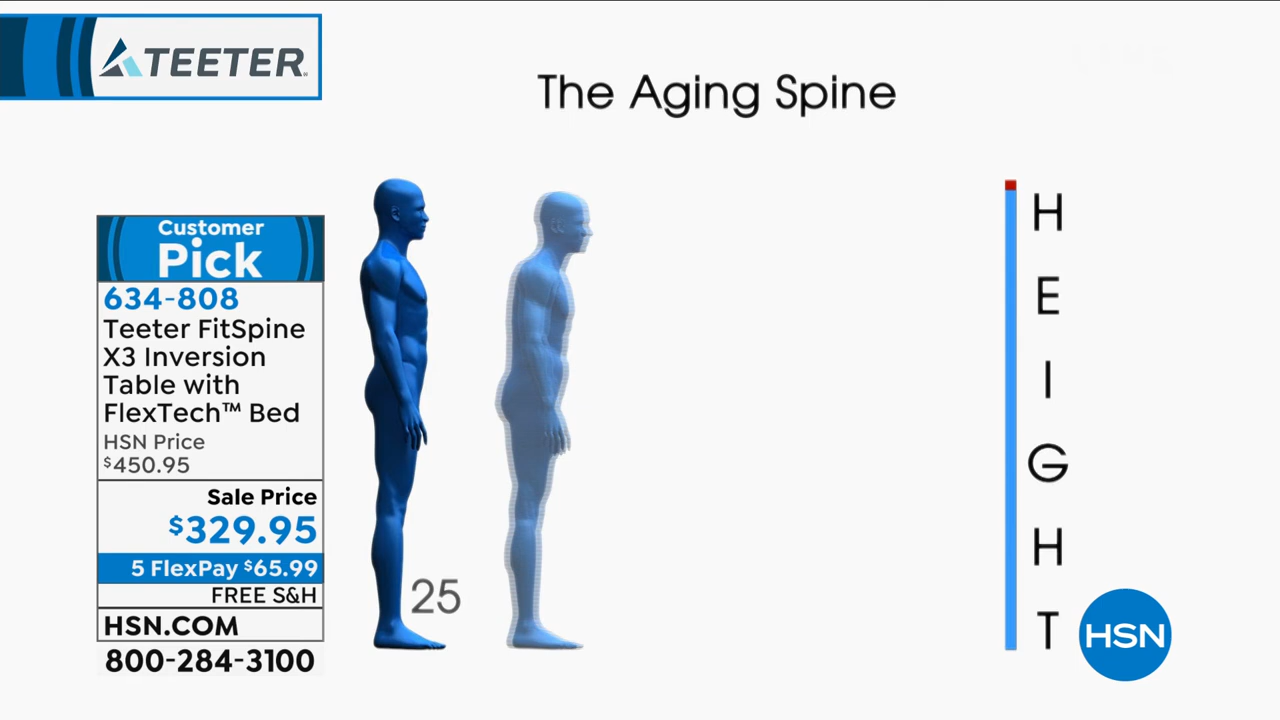 TEETER
The Aging Spine
Customer
Pick
634-808
Teeter FitSpine
X3 Inversion
Table with
FlexTech™ Bed
HSN Price
$450.95
Sale Price
$329.95
5 FlexPay $65.99
FREE S&H
HSN.COM
800-284-3100
25
H
E
I
G
H
T
HSN